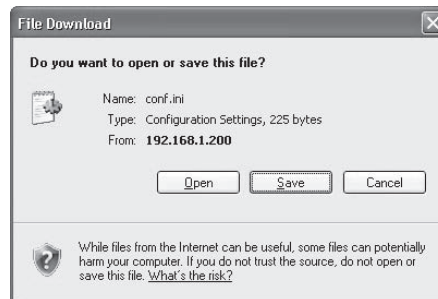 File Download
Do you want to open or save this file?
Name: conf.ini
Type: Configuration Settings, 225 bytes
From: 192.168.1.200
Open
Save
Cancel
While files from the Internet can be useful, some files can potentially
harm your computer. If you do not trust the source, do not open or
save this file. What's the risk?